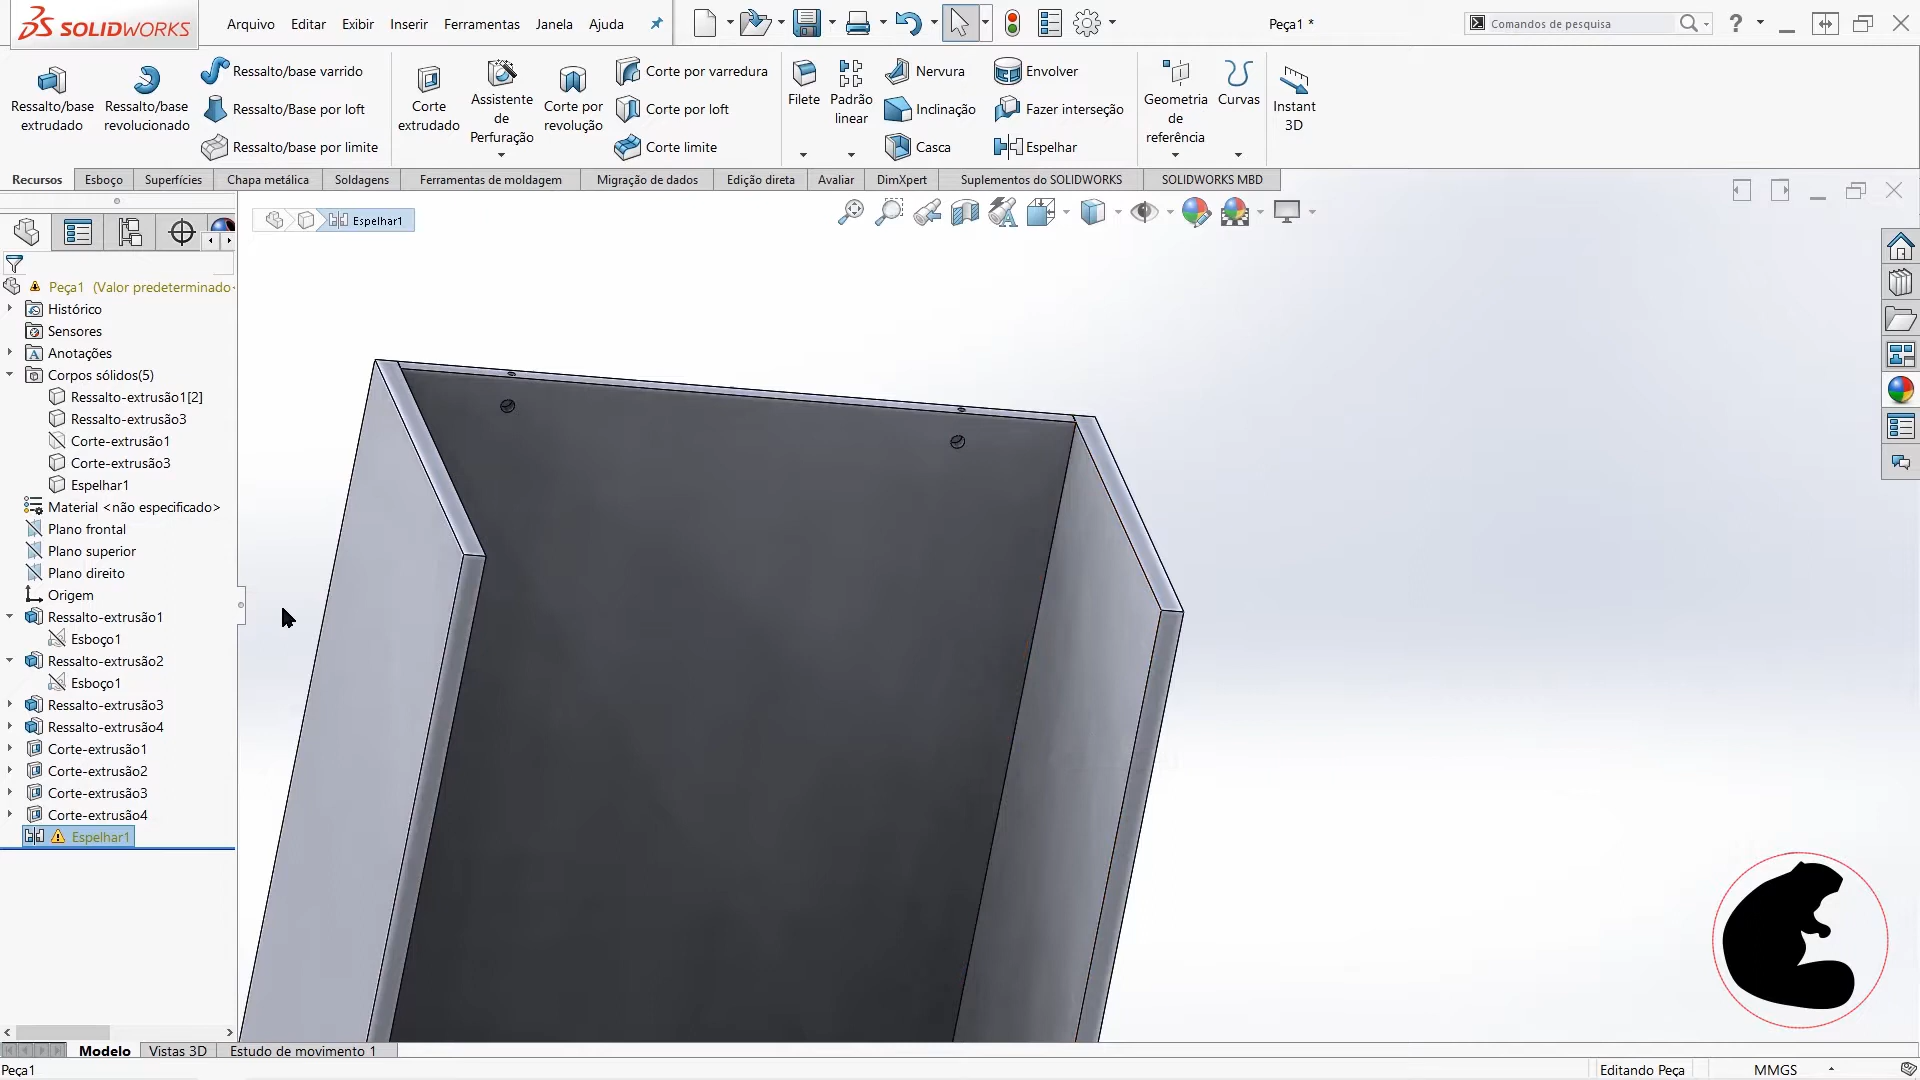 SOLIDWORKS
Arquivo Editar Exibir Inserir Ferramentas Janela Ajuda
Peça1 *
Comandos de pesquisa
?
Ressalto/base extrudado
Ressalto/base revolucionado
Ressalto/base varrido
Ressalto/Base por loft
Ressalto/base por limite
Corte extrudado
Assistente de Perfuração
Corte por revolução
Corte por varredura
Corte por loft
Corte limite
Filete
Padrão linear
Nervura
Inclinação
Casca
Envolver
Fazer interseção
Espelhar
Geometria de referência
Curvas
Instant 3D
Recursos Esboço Superfícies Chapa metálica Soldagens Ferramentas de moldagem Migração de dados Edição direta Avaliar DimXpert Suplementos do SOLIDWORKS SOLIDWORKS MBD
Espelhar1
Peça1 (Valor predeterminado
Histórico
Sensores
Anotações
Corpos sólidos(5)
Ressalto-extrusão1[2]
Ressalto-extrusão3
Corte-extrusão1
Corte-extrusão3
Espelhar1
Material <não especificado>
Plano frontal
Plano superior
Plano direito
Origem
Ressalto-extrusão1
Esboço1
Ressalto-extrusão2
Esboço1
Ressalto-extrusão3
Ressalto-extrusão4
Corte-extrusão1
Corte-extrusão2
Corte-extrusão3
Corte-extrusão4
Espelhar1
Modelo Vistas 3D Estudo de movimento 1
Peça1
Editando Peça
MMGS